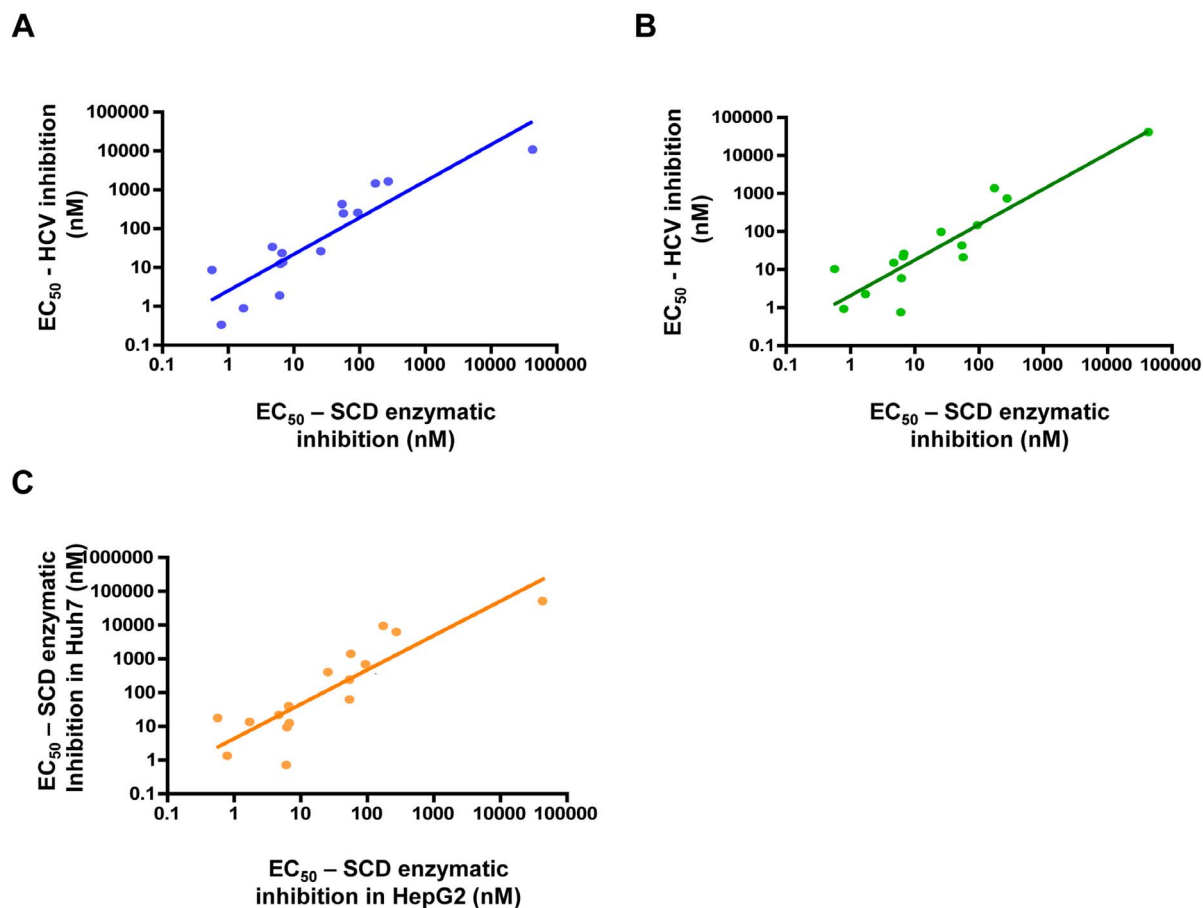 A
EC50 - HCV inhibition
(nM)
100000
10000
1000
100
10
1
0.1
0.1 1 10 100 1000 10000 100000
EC50 – SCD enzymatic
inhibition (nM)
B
EC50 - HCV inhibition
(nM)
100000
10000
1000
100
10
1
0.1
0.1 1 10 100 1000 10000 100000
EC50 – SCD enzymatic
inhibition (nM)
C
EC50 – SCD enzymatic
Inhibition in Huh7 (nM)
1000000
100000
10000
1000
100
10
1
0.1
0.1 1 10 100 1000 10000 100000
EC50 – SCD enzymatic
inhibition in HepG2 (nM)